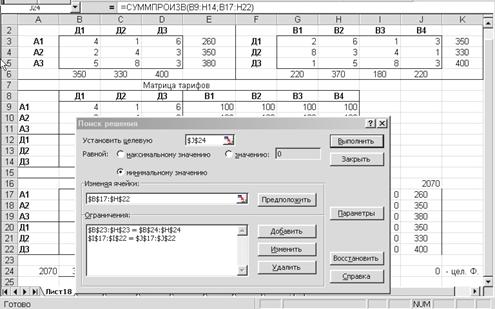 J24 =СУММПРОИЗВ(B9:H14;B17:H22)
A B C D E F G H I J K
2 Д1 Д2 Д3 В1 В2 В3 В4
3 А1 4 1 6 260 Д1 2 6 1 3 350
4 А2 2 4 3 350 Д2 8 3 4 1 330
5 А3 5 8 3 380 Д3 1 5 8 3 400
6 350 330 400 220 370 180 220
7 Матрица тарифов
8 Д1 Д2 Д3 В1 В2 В3 В4
9 А1 4 1 6 100 100 100 100
10 А2
11 А3
12 Д1
13 Д2
14 Д3
15
16 2070
17 А1 0 260
18 А2 0 350
19 А3 0 380
20 Д1 0 350
21 Д2 0 330
22 Д3 0 400
23
24 2070 0 - цел. Ф.
25
Поиск решения
Установить целевую $J$24 Выполнить
Равной: максимальному значению значению: 0 Закрыть
минимальному значению
Изменяя ячейки:
$B$17:$H$22 Предположить
Ограничения: Параметры
$B$23:$H$23 = $B$24:$H$24 Добавить
$I$17:$I$22 = $J$17:$J$22 Изменить
Восстановить
Удалить Справка
Лист18
Готово NUM